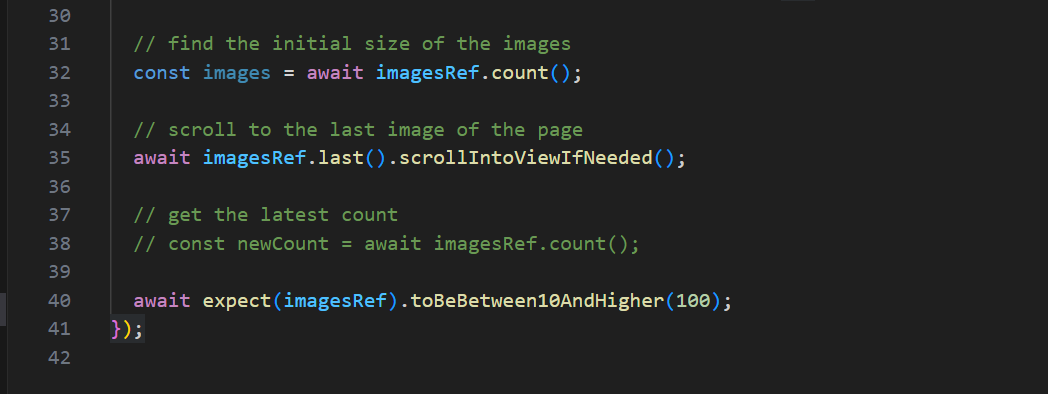 30
31 // find the initial size of the images
32 const images = await imagesRef.count();
33
34 // scroll to the last image of the page
35 await imagesRef.last().scrollIntoViewIfNeeded();
36
37 // get the latest count
38 // const newCount = await imagesRef.count();
39
40 await expect(imagesRef).toBeBetween10AndHigher(100);
41 });
42